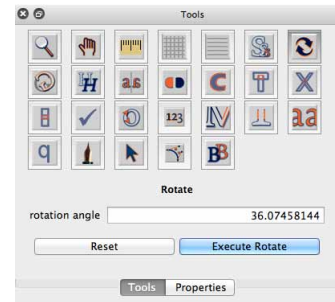 Tools
Rotate
rotation angle 36.07458144
Reset Execute Rotate
Tools Properties